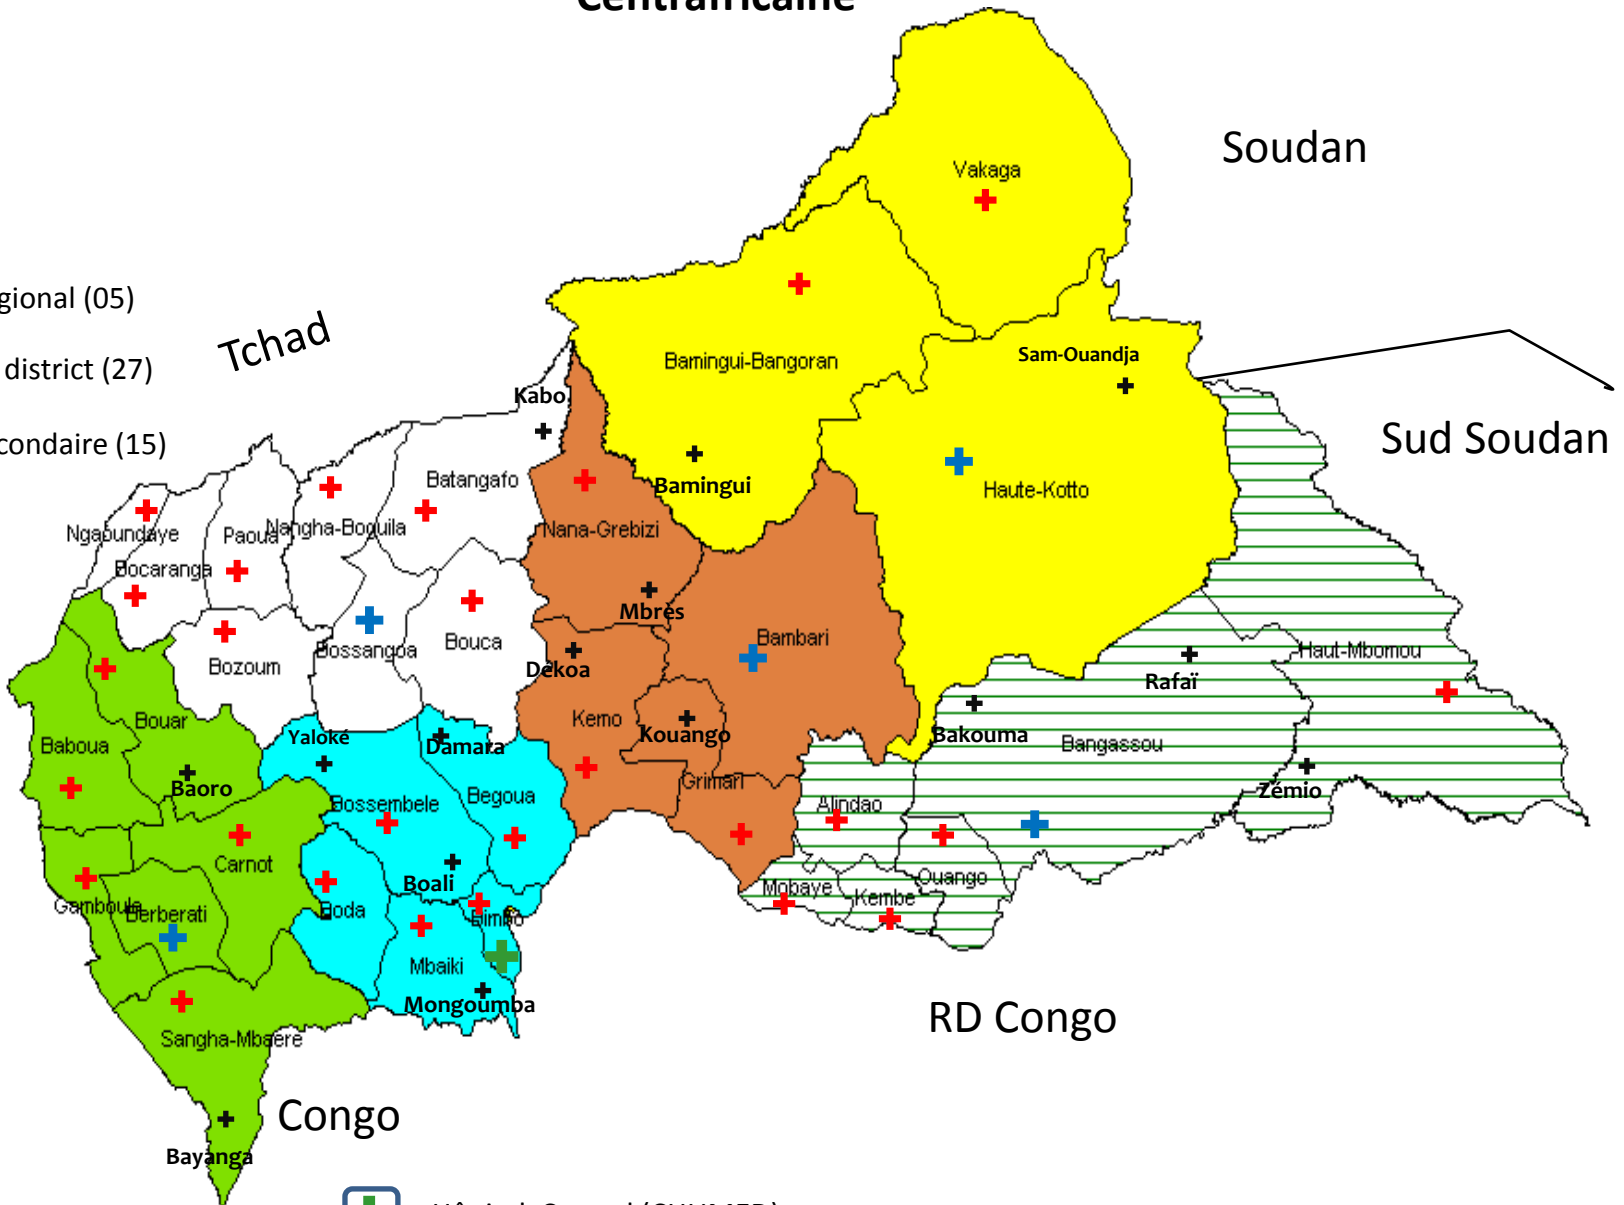 Centrafricaine
Soudan
Vakaga
gional (05)
Tchad
district (27)
condaire (15)
Sam-Ouandja
Bamingui-Bangoran
Kabo
Sud Soudan
Batangafo
Bamingui
Haute-Kotto
Ngaoundaye
Paoua
Nangha-Boguila
Nana-Grebizi
Bocaranga
Mbrès
Bossangoa
Bouca
Bambari
Haut-Mbomou
Bozoum
Dékoa
Rafaï
Bouar
Kemo
Kouango
Bakouma
Bangassou
Baboua
Yaloké
Damara
Baoro
Grimari
Zémio
Bossembele
Begoua
Alindao
Carnot
Boali
Mobaye
Kembe
Ouango
Gamboula
Berberati
Boda
Bimbo
Mbaiki
Mongoumba
RD Congo
Sangha-Mbaere
Congo
Bayanga